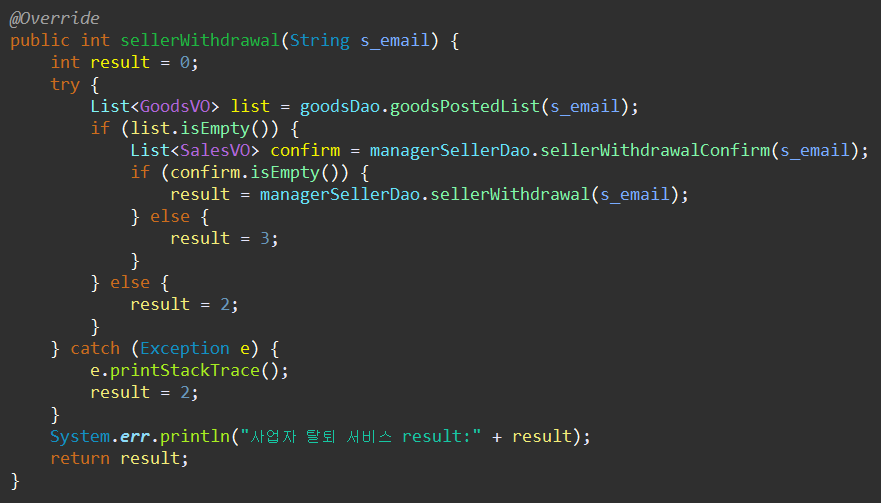 @Override
public int sellerWithdrawal(String s_email) {
    int result = 0;
    try {
        List<GoodsVO> list = goodsDao.goodsPostedList(s_email);
        if (list.isEmpty()) {
            List<SalesVO> confirm = managerSellerDao.sellerWithdrawalConfirm(s_email);
            if (confirm.isEmpty()) {
                result = managerSellerDao.sellerWithdrawal(s_email);
            } else {
                result = 3;
            }
        } else {
            result = 2;
        }
    } catch (Exception e) {
        e.printStackTrace();
        result = 2;
    }
    System.err.println("사업자 탈퇴 서비스 result:" + result);
    return result;
}